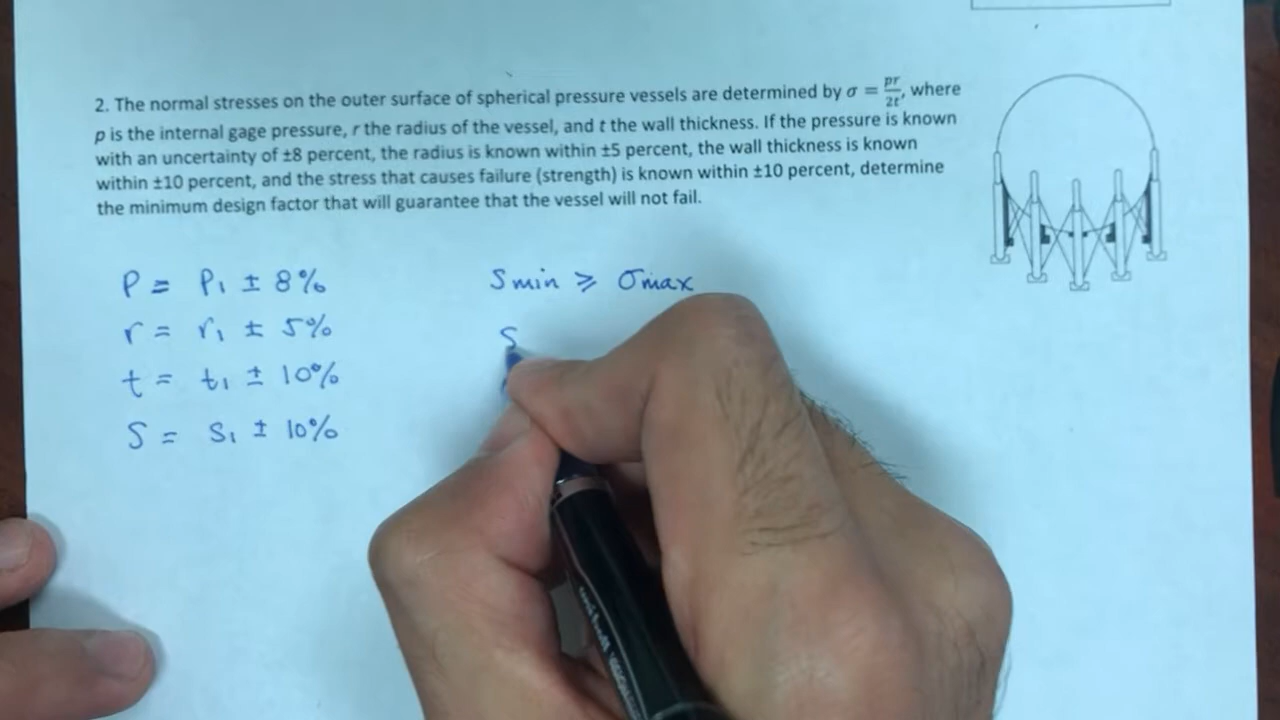 2. The normal stresses on the outer surface of spherical pressure vessels are determined by σ = pr/2t, where
p is the internal gage pressure, r the radius of the vessel, and t the wall thickness. If the pressure is known
with an uncertainty of ±8 percent, the radius is known within ±5 percent, the wall thickness is known
within ±10 percent, and the stress that causes failure (strength) is known within ±10 percent, determine
the minimum design factor that will guarantee that the vessel will not fail.
P = P₁ ± 8%
r = r₁ ± 5%
t = t₁ ± 10%
S = S₁ ± 10%
Smin ⩾ σmax
S
uniball